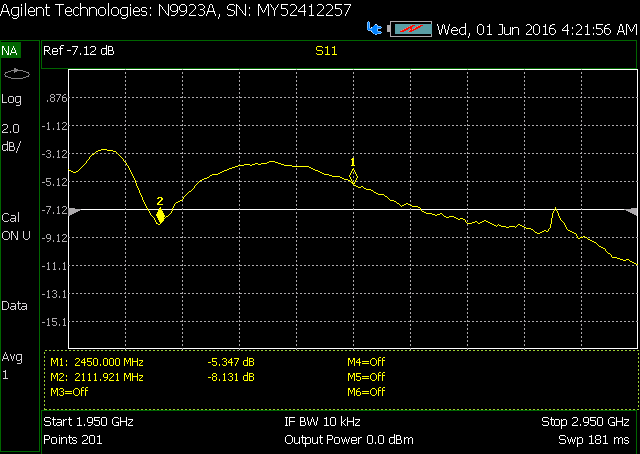 Agilent Technologies: N9923A, SN: MY52412257
Wed, 01 Jun 2016 4:21:56 AM
NA
Ref -7.12 dB
S11
Log
2.0
dB/
Cal
ON U
Data
Avg
1
.876
-1.12
-3.12
-5.12
-7.12
-9.12
-11.1
-13.1
-15.1
1
2
M1: 2450.000 MHz -5.347 dB M4=Off
M2: 2111.921 MHz -8.131 dB M5=Off
M3=Off M6=Off
Start 1.950 GHz IF BW 10 kHz Stop 2.950 GHz
Points 201 Output Power 0.0 dBm Swp 181 ms